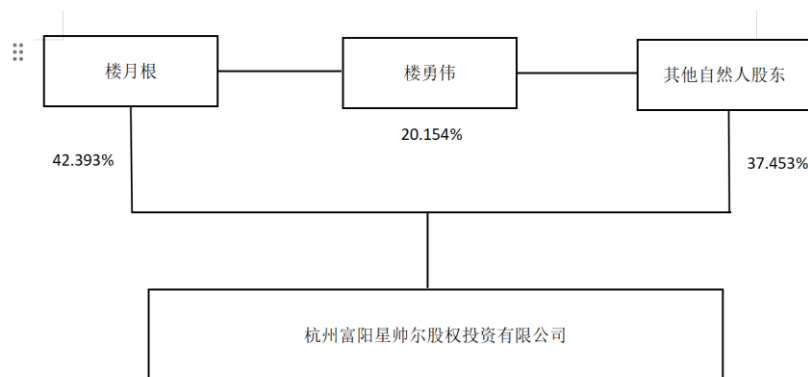 楼月根
楼勇伟
其他自然人股东
42.393%
20.154%
37.453%
杭州富阳星帅尔股权投资有限公司